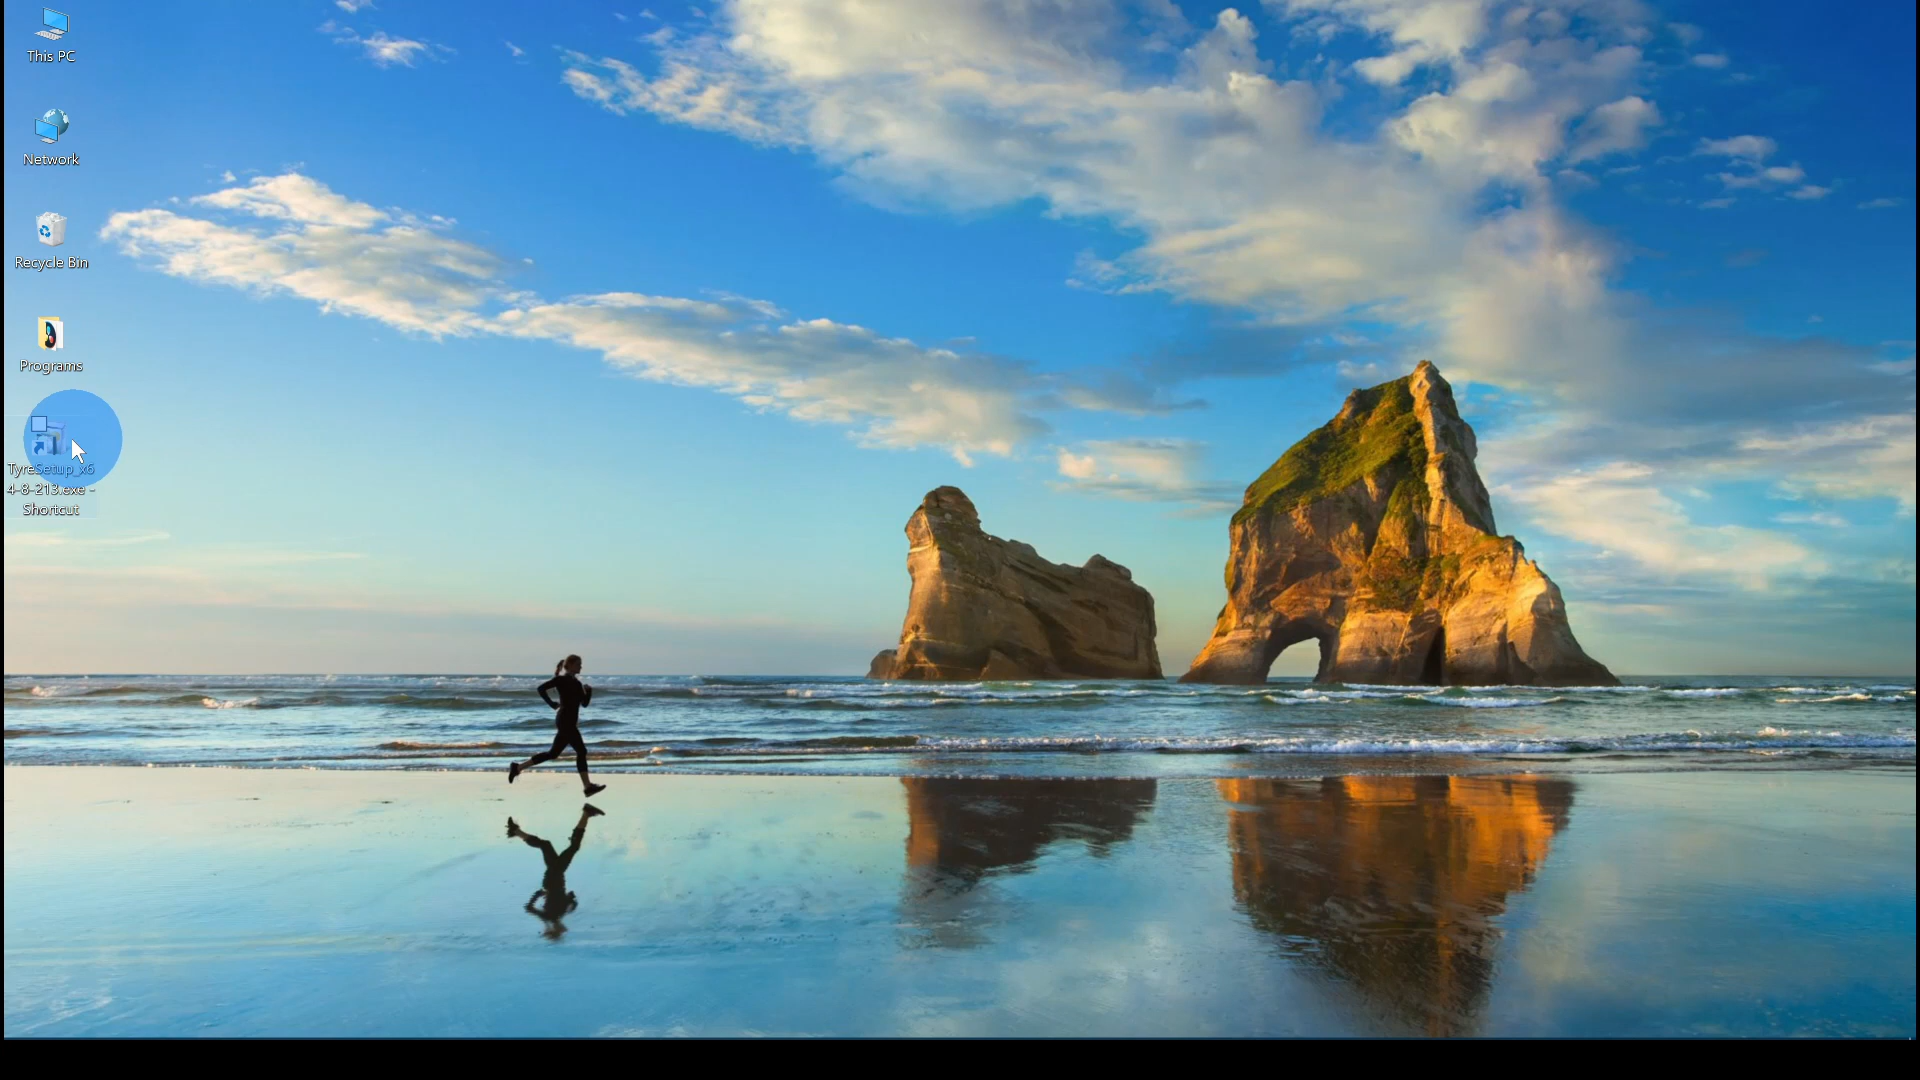 This PC
Network
Recycle Bin
Programs
TyreSetup_x6
4-8-213.exe -
Shortcut